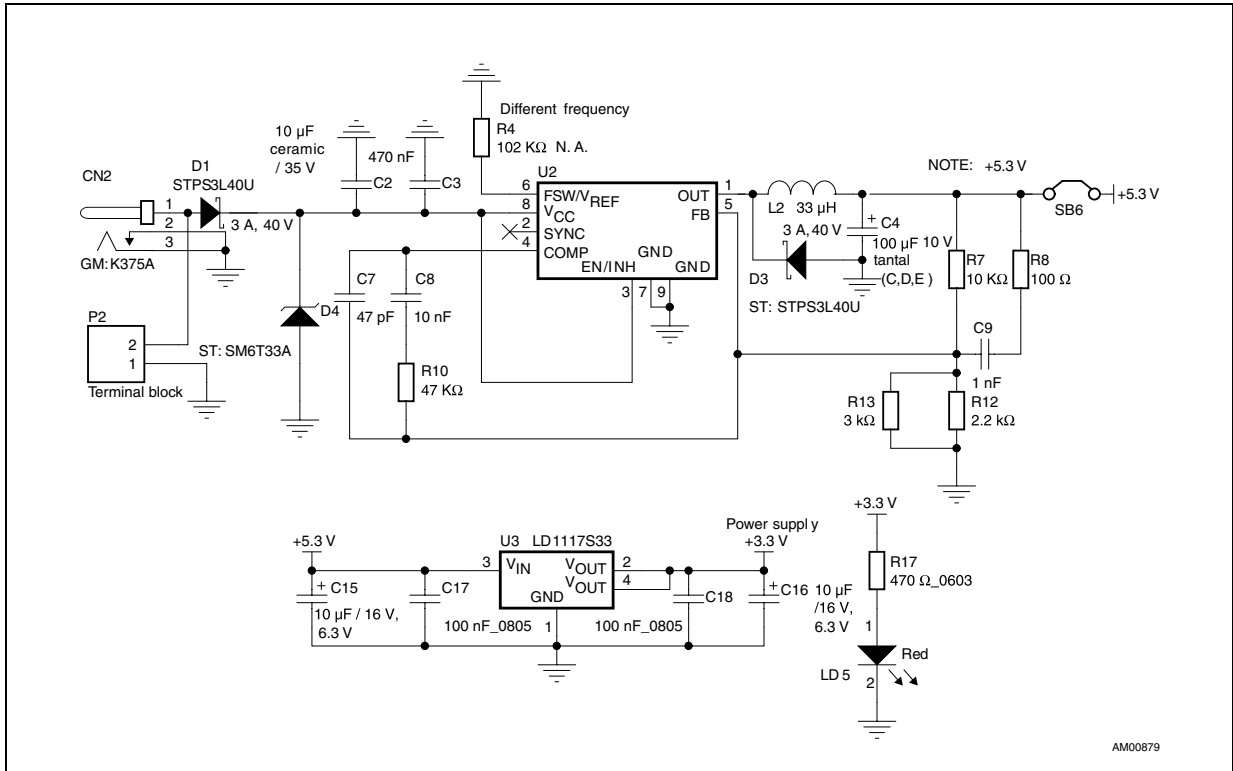 Different frequency
R4
102 KΩ N. A.
10 µF
ceramic
/ 35 V
470 nF
C2
C3
CN2
D1
STPS3L40U
3 A, 40 V
1
2
3
GM:K375A
P2
2
1
Terminal block
D4
ST: SM6T33A
C7
47 pF
C8
10 nF
R10
47 KΩ
U2
6
8
2
4
FSW/VREF
VCC
SYNC
COMP
EN/INH
GND
GND
OUT
FB
1
5
3
7
9
L2 33 µH
3 A, 40 V
D3
ST: STPS3L40U
C4
100 µF 10 V
tantal
(C,D,E )
NOTE: +5.3 V
SB6
+5.3 V
R7
10 KΩ
R8
100 Ω
C9
1 nF
R13
3 kΩ
R12
2.2 kΩ
+5.3 V
C15
+
10 µF / 16 V,
6.3 V
C17
100 nF_0805
U3 LD1117S33
3
VIN
VOUT
VOUT
GND
2
4
1
C18
100 nF_0805
Power supply
+3.3 V
+
C16
10 µF
/16 V,
6.3 V
+3.3 V
R17
470 Ω_0603
1
Red
LD5
2
AM00879